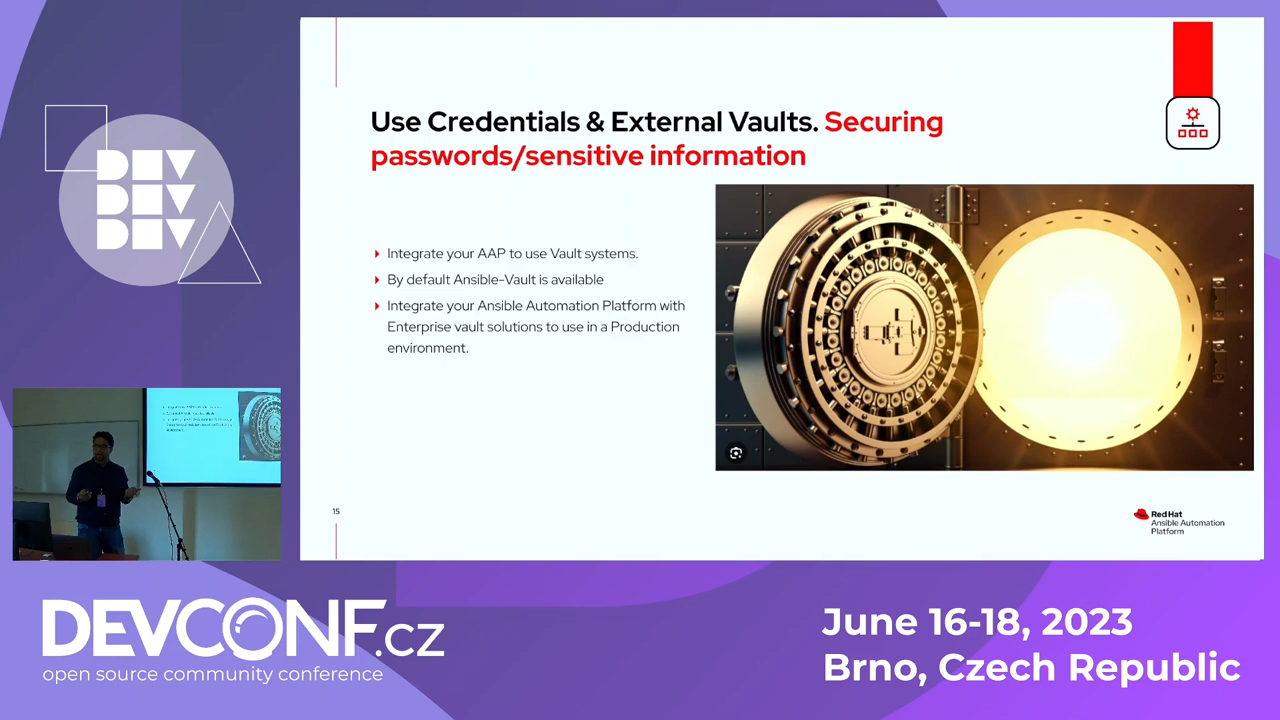 DEV
DEV
DEV
Use Credentials & External Vaults. Securing
passwords/sensitive information
Integrate your AAP to use Vault systems.
By default Ansible-Vault is available
Integrate your Ansible Automation Platform with
Enterprise vault solutions to use in a Production
environment.
15
Red Hat
Ansible Automation
Platform
DEVCONF.cz
open source community conference
June 16-18, 2023
Brno, Czech Republic